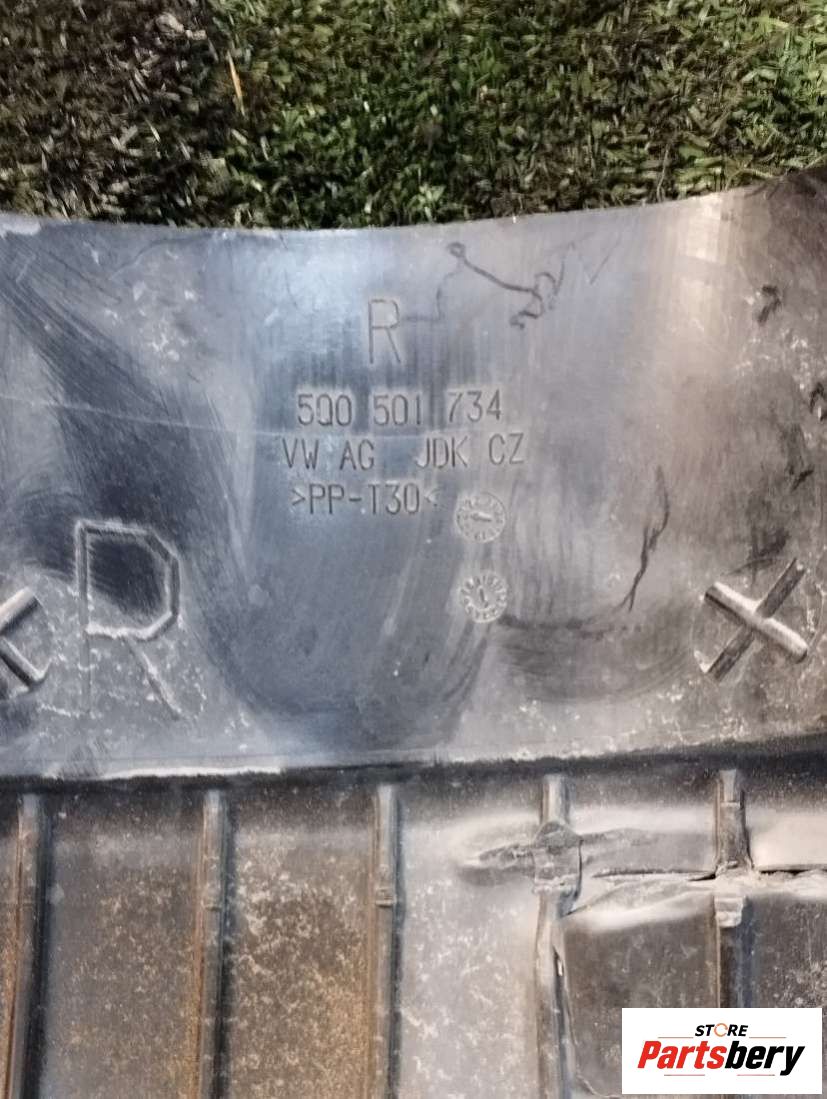 R
5Q0 501 734
VW AG JDK CZ
>PP-T30<
R
STORE
Partsbery